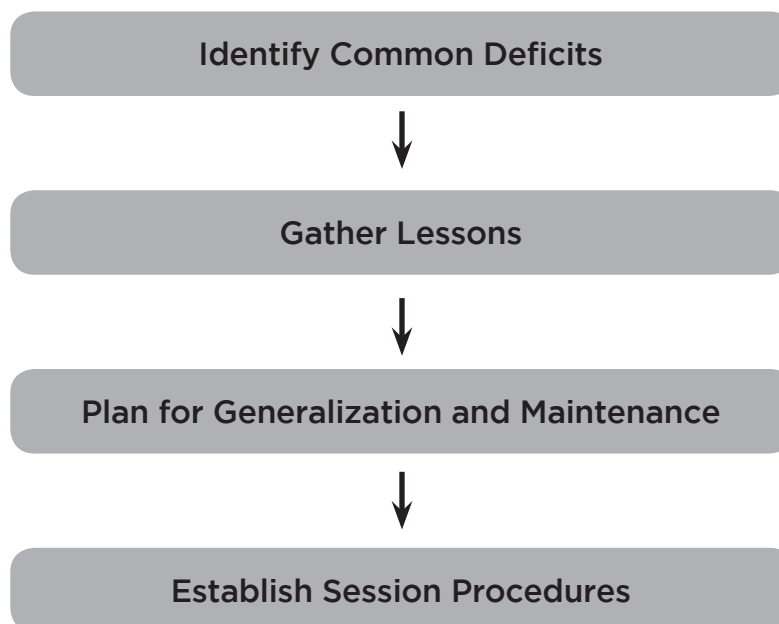 Identify Common Deficits
Gather Lessons
Plan for Generalization and Maintenance
Establish Session Procedures